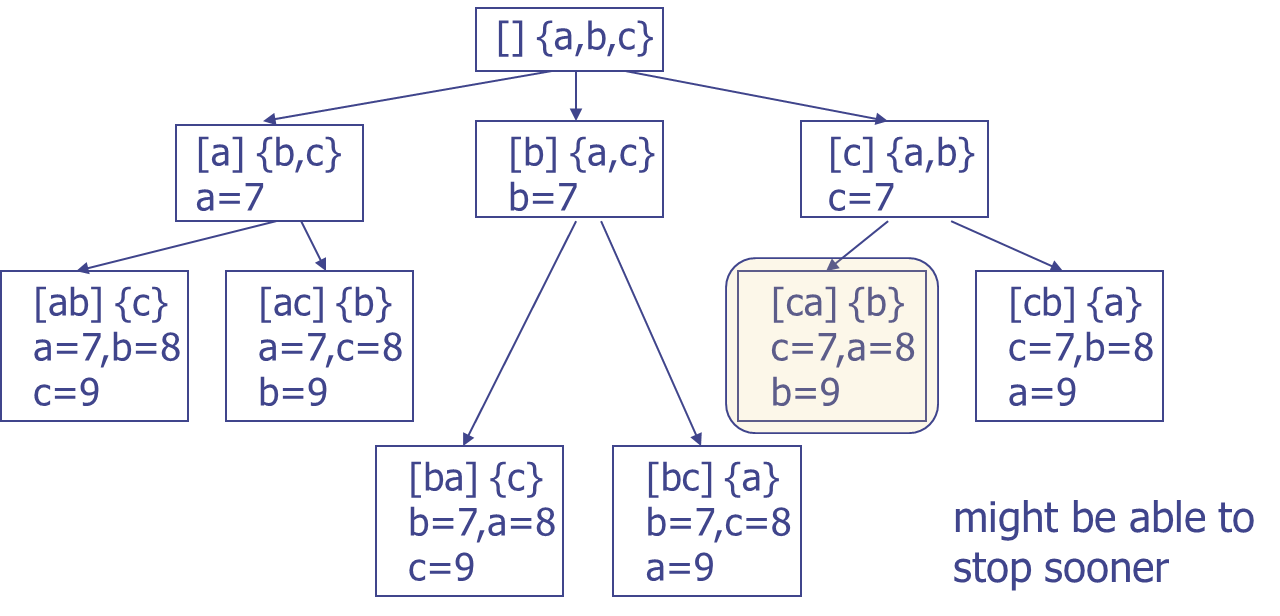 [] {a,b,c}
[a] {b,c}
a=7
[b] {a,c}
b=7
[c] {a,b}
c=7
[ab] {c}
a=7,b=8
c=9
[ac] {b}
a=7,c=8
b=9
[ca] {b}
c=7,a=8
b=9
[cb] {a}
c=7,b=8
a=9
[ba] {c}
b=7,a=8
c=9
[bc] {a}
b=7,c=8
a=9
might be able to
stop sooner